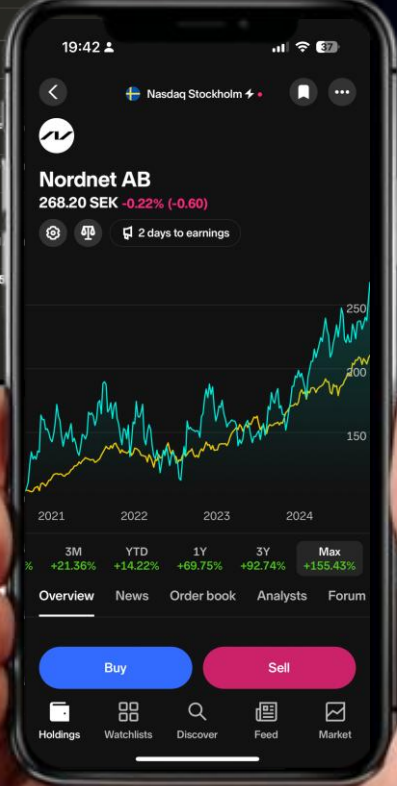 19:42
37
Nasdaq Stockholm
Nordnet AB
268.20 SEK -0.22% (-0.60)
2 days to earnings
250
200
150
2021 2022 2023 2024
3M YTD 1Y 3Y Max
% +21.36% +14.22% +69.75% +92.74% +155.43%
Overview News Order book Analysts Forum
Buy Sell
Holdings Watchlists Discover Feed Market